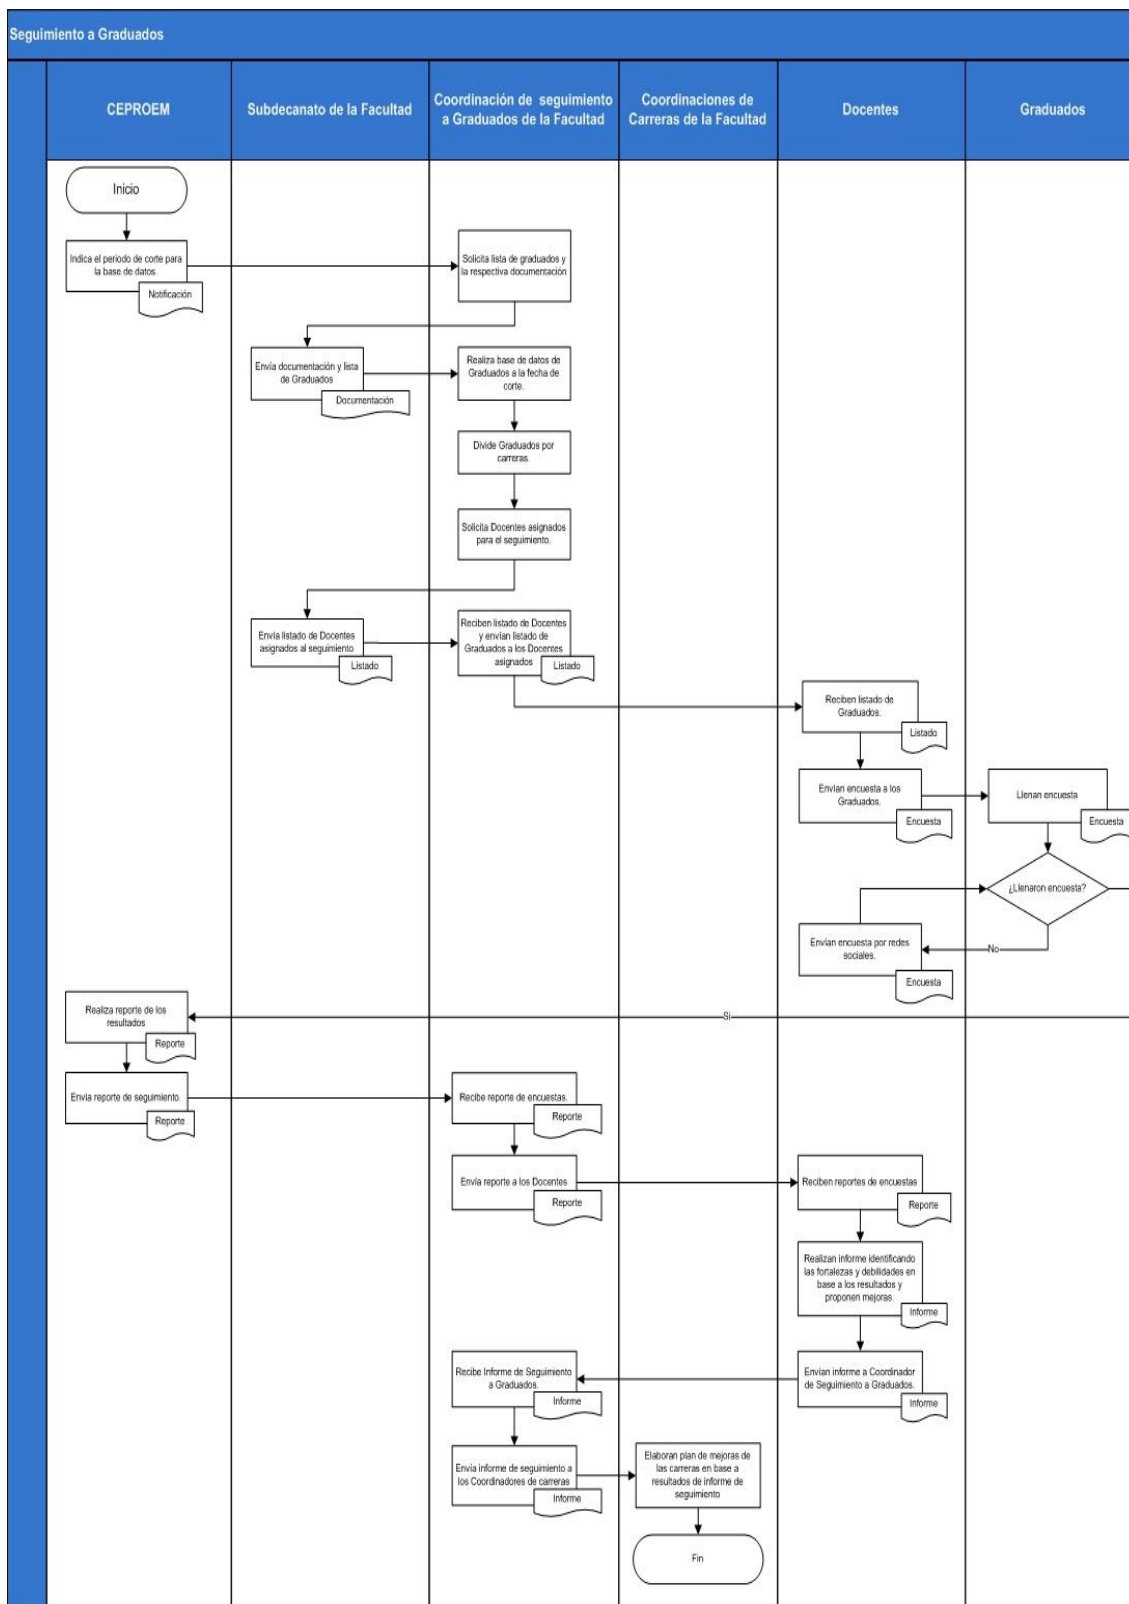 Seguimiento a Graduados
CEPROEM
Subdecanato de la Facultad
Coordinación de seguimiento
a Graduados de la Facultad
Coordinaciones de
Carreras de la Facultad
Docentes
Graduados
Inicio
Indica el periodo de corte para
la base de datos.
Notificación
Solicita lista de graduados y
la respectiva documentación
Envía documentación y lista
de Graduados
Documentación
Realiza base de datos de
Graduados a la fecha de
corte.
Divide Graduados por
carreras.
Solicita Docentes asignados
para el seguimiento.
Envía listado de Docentes
asignados al seguimiento
Listado
Reciben listado de Docentes
y envían listado de
Graduados a los Docentes
asignados
Listado
Reciben listado de
Graduados.
Listado
Envían encuesta a los
Graduados.
Encuesta
Llenan encuesta
Encuesta
¿Llenaron encuesta?
Envían encuesta por redes
sociales.
Encuesta
No
Realiza reporte de los
resultados
Reporte
Si
Envía reporte de seguimiento.
Reporte
Recibe reporte de encuestas.
Reporte
Envía reporte a los Docentes
Reporte
Reciben reportes de encuestas
Reporte
Realizan informe identificando
las fortalezas y debilidades en
base a los resultados y
proponen mejoras.
Informe
Envían informe a Coordinador
de Seguimiento a Graduados.
Informe
Recibe Informe de Seguimiento
a Graduados.
Informe
Envía informe de seguimiento a
los Coordinadores de carreras
Informe
Elaboran plan de mejoras de
las carreras en base a
resultados de informe de
seguimiento
Fin